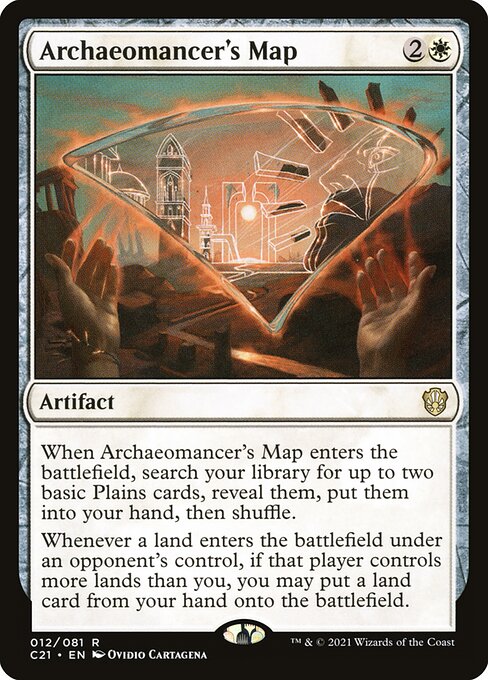 Archaeomancer's Map 2
Artifact
When Archaeomancer's Map enters the
battlefield, search your library for up to two
basic Plains cards, reveal them, put them
into your hand, then shuffle.
Whenever a land enters the battlefield under
an opponent's control, if that player controls
more lands than you, you may put a land
card from your hand onto the battlefield.
012/081 R
C21 • EN Ovidio Cartagena
™ & © 2021 Wizards of the Coast